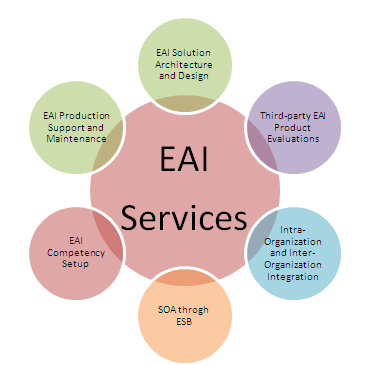 EAI Solution
Architecture
and Design
Third-party EAI
Product
Evaluations
Intra-
Organization
and Inter-
Organization
Integration
SOA throgh
ESB
EAI
Competency
Setup
EAI Production
Support and
Maintenance
EAI
Services